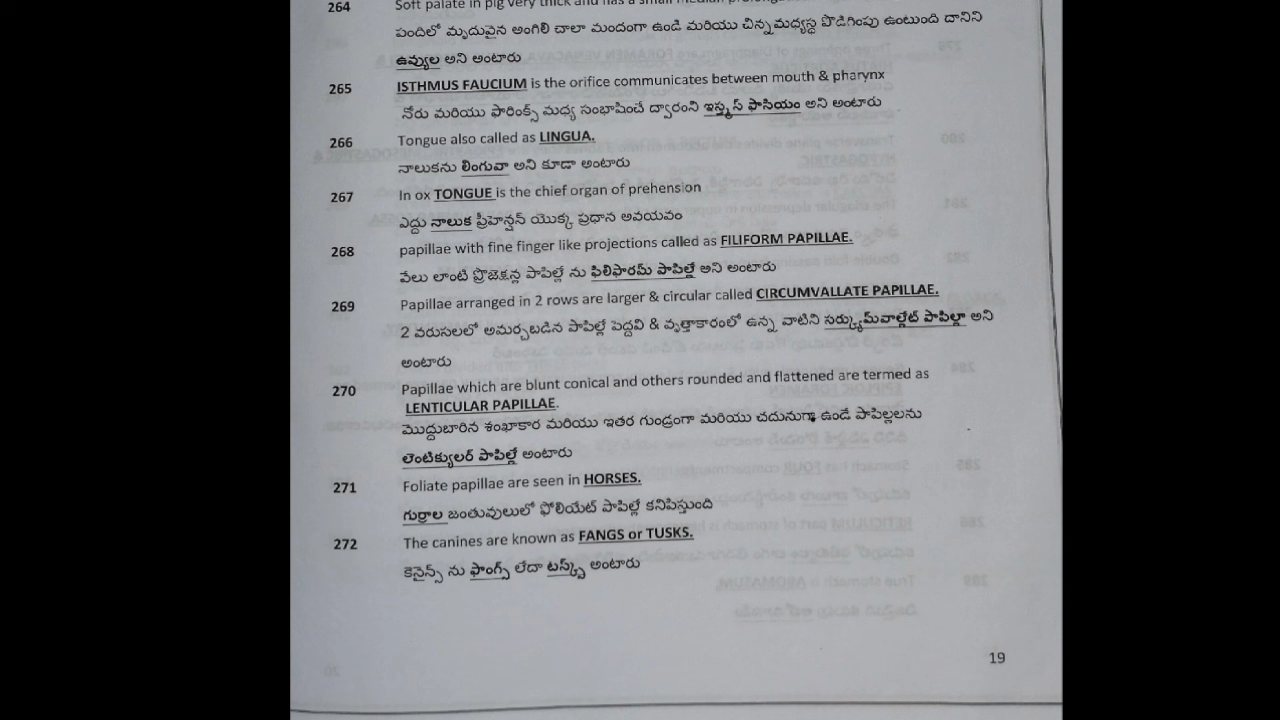 264 Soft palate in pig very thick and has a small median
పందిలో మృదువైన అంగిలి చాలా మందంగా ఉండి మరియు చిన్న మధ్యస్థ పొడిగింపు ఉంటుంది దానిని
ఉవ్యుల అని అంటారు
265 ISTHMUS FAUCIUM is the orifice communicates between mouth & pharynx
నోరు మరియు ఫారింక్స్ మధ్య సంభాషించే ద్వారంని ఇస్త్మస్ ఫాసియం అని అంటారు
266 Tongue also called as LINGUA.
నాలుకను లింగువా అని కూడా అంటారు
267 In ox TONGUE is the chief organ of prehension
ఎద్దు నాలుక ప్రీహెన్షన్ యొక్క ప్రధాన అవయవం
268 papillae with fine finger like projections called as FILIFORM PAPILLAE.
వేలు లాంటి ప్రొజెక్షన్ల పాపిల్లే ను ఫిలిఫారమ్ పాపిల్లే అని అంటారు
269 Papillae arranged in 2 rows are larger & circular called CIRCUMVALLATE PAPILLAE.
2 వరుసలలో అమర్చబడిన పాపిల్లే పెద్దవి & వృత్తాకారంలో ఉన్న వాటిని సర్క్యుమ్‌వాల్లేట్ పాపిల్లా అని
అంటారు
270 Papillae which are blunt conical and others rounded and flattened are termed as
LENTICULAR PAPILLAE.
మొద్దుబారిన శంఖాకార మరియు ఇతర గుండ్రంగా మరియు చదునుగా ఉండే పాపిల్లలను
లెంటిక్యులర్ పాపిల్లే అంటారు
271 Foliate papillae are seen in HORSES.
గుర్రాల జంతువులులో ఫోలియేట్ పాపిల్లే కనిపిస్తుంది
272 The canines are known as FANGS or TUSKS.
కెనైన్స్ ను ఫాంగ్స్ లేదా టస్క్స్ అంటారు
19